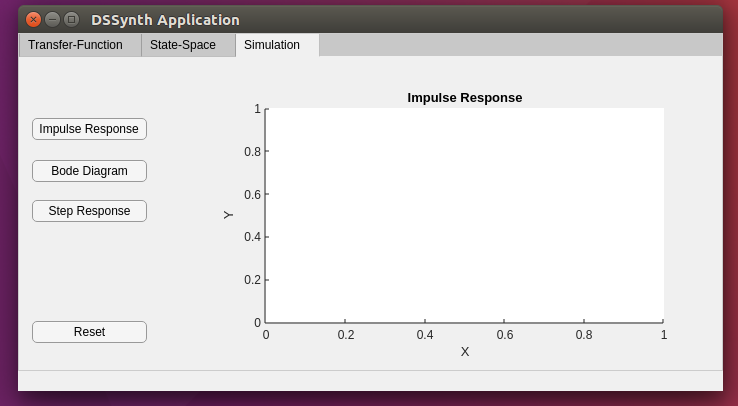 DSSynth Application
Transfer-Function State-Space Simulation
Impulse Response
Bode Diagram
Step Response
Reset
Impulse Response
1
0.8
0.6
0.4
0.2
0
Y
0 0.2 0.4 0.6 0.8 1
X